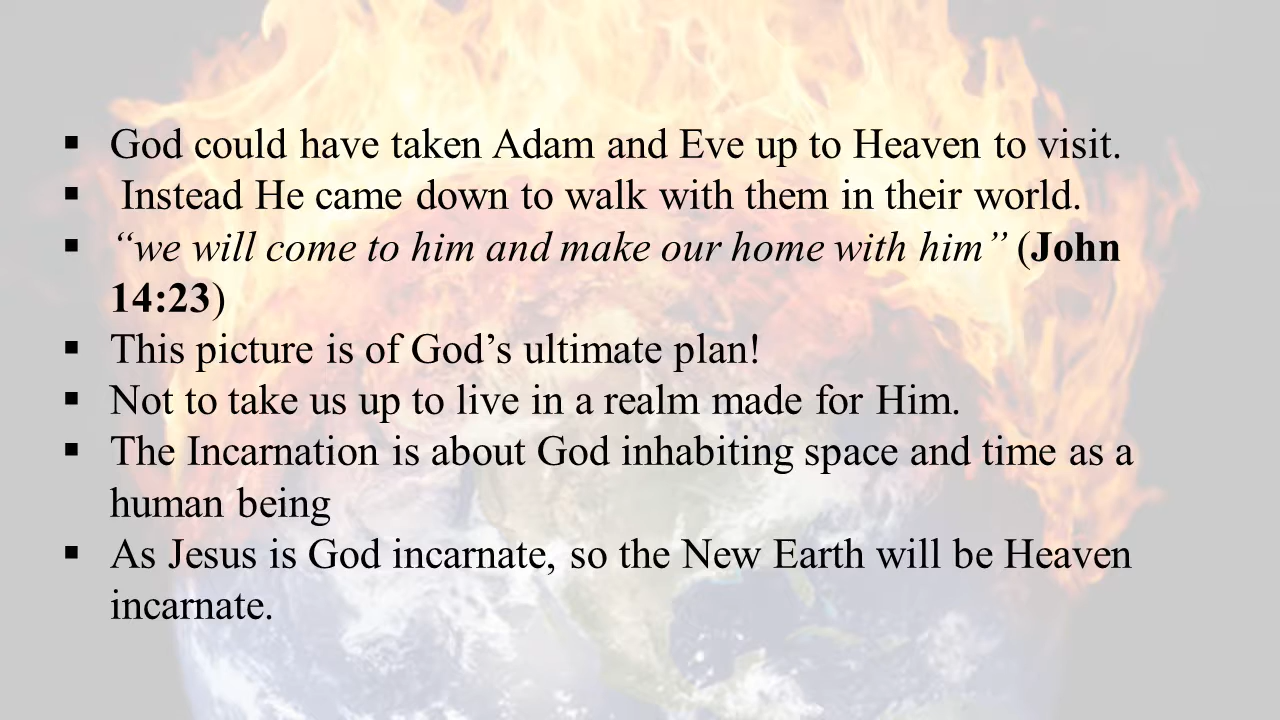 ▪ God could have taken Adam and Eve up to Heaven to visit.
▪ Instead He came down to walk with them in their world.
▪ “we will come to him and make our home with him” (John
14:23)
▪ This picture is of God’s ultimate plan!
▪ Not to take us up to live in a realm made for Him.
▪ The Incarnation is about God inhabiting space and time as a
human being
▪ As Jesus is God incarnate, so the New Earth will be Heaven
incarnate.